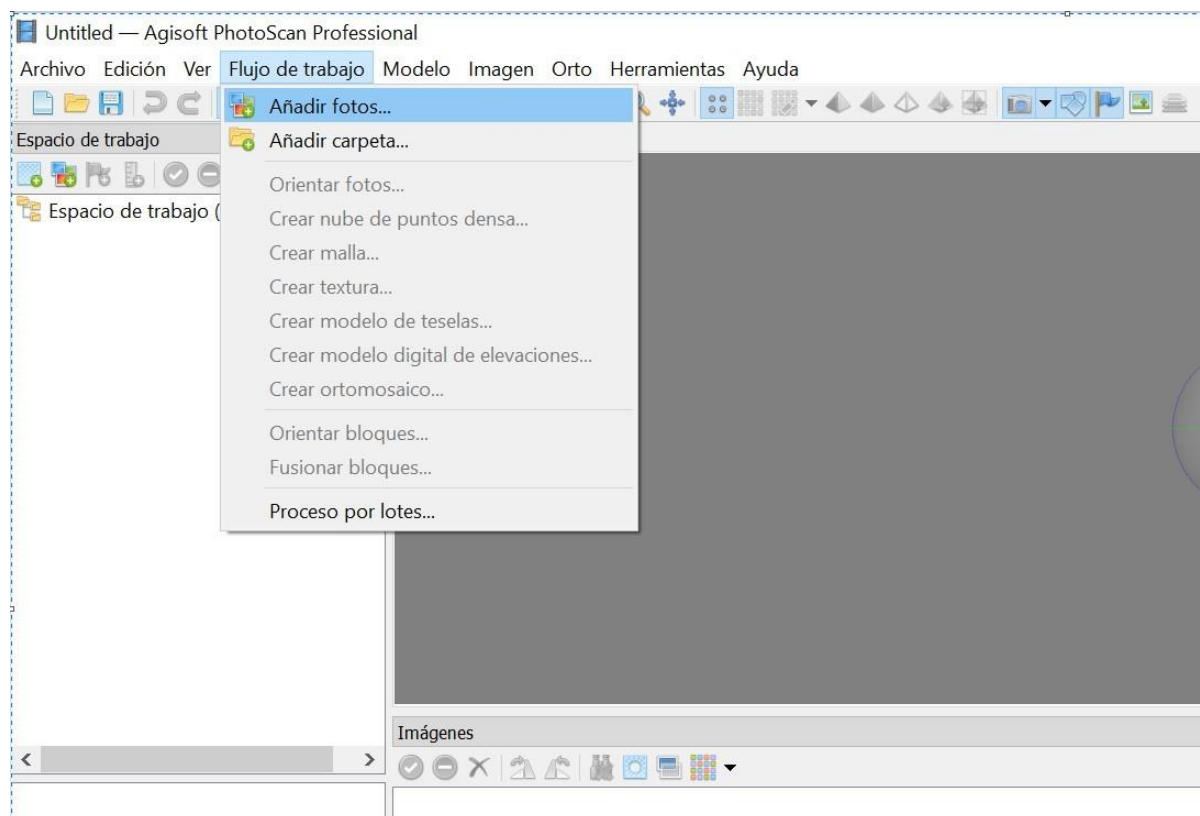 Untitled — Agisoft PhotoScan Professional
Archivo Edición Ver Flujo de trabajo Modelo Imagen Orto Herramientas Ayuda
Espacio de trabajo
Espacio de trabajo (
Añadir fotos...
Añadir carpeta...
Orientar fotos...
Crear nube de puntos densa...
Crear malla...
Crear textura...
Crear modelo de teselas...
Crear modelo digital de elevaciones...
Crear ortomosaico...
Orientar bloques...
Fusionar bloques...
Proceso por lotes...
Imágenes